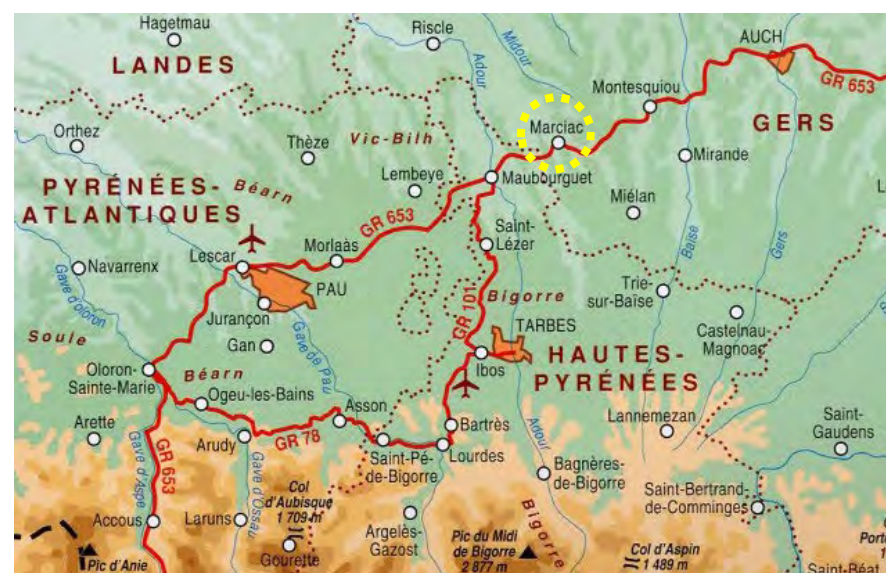 Hagetmau
LANDES
Riscle
Adour
Midour
AUCH
GR 653
Montesquiou
GERS
Marciac
Orthez
Thèze
Vic-Bilh
Mirande
Maubourguet
Lembeye
Miélan
PYRÉNÉES-
ATLANTIQUES
Béarn
GR 653
Saint-
Lézer
Baïse
Gers
Morlaàs
Lescar
Navarrenx
Gave d'oloron
PAU
Jurançon
GR 101
Bigorre
Trie-
sur-Baïse
Soule
Gan
Gave de Pau
TARBES
Castelnau-
Magnoac
HAUTES-
PYRÉNÉES
Ibos
Oloron-
Sainte-Marie
Béarn
Ogeu-les-Bains
Asson
Bartrès
Lannemezan
Saint-
Gaudens
Arette
Arudy
GR 78
Saint-Pé-
de-Bigorre
Lourdes
Adour
Gave d'Aspe
GR 653
Gave d'Ossau
Bagnères-
de-Bigorre
Saint-Bertrand-
de-Comminges
Col
d'Aubisque
1 709 m
Accous
Laruns
Argelès-
Gazost
Bigorre
Pic du Midi
de Bigorre
2 877 m
Col d'Aspin
1 489 m
Gourette
Pic d'Anie
Saint-Béat